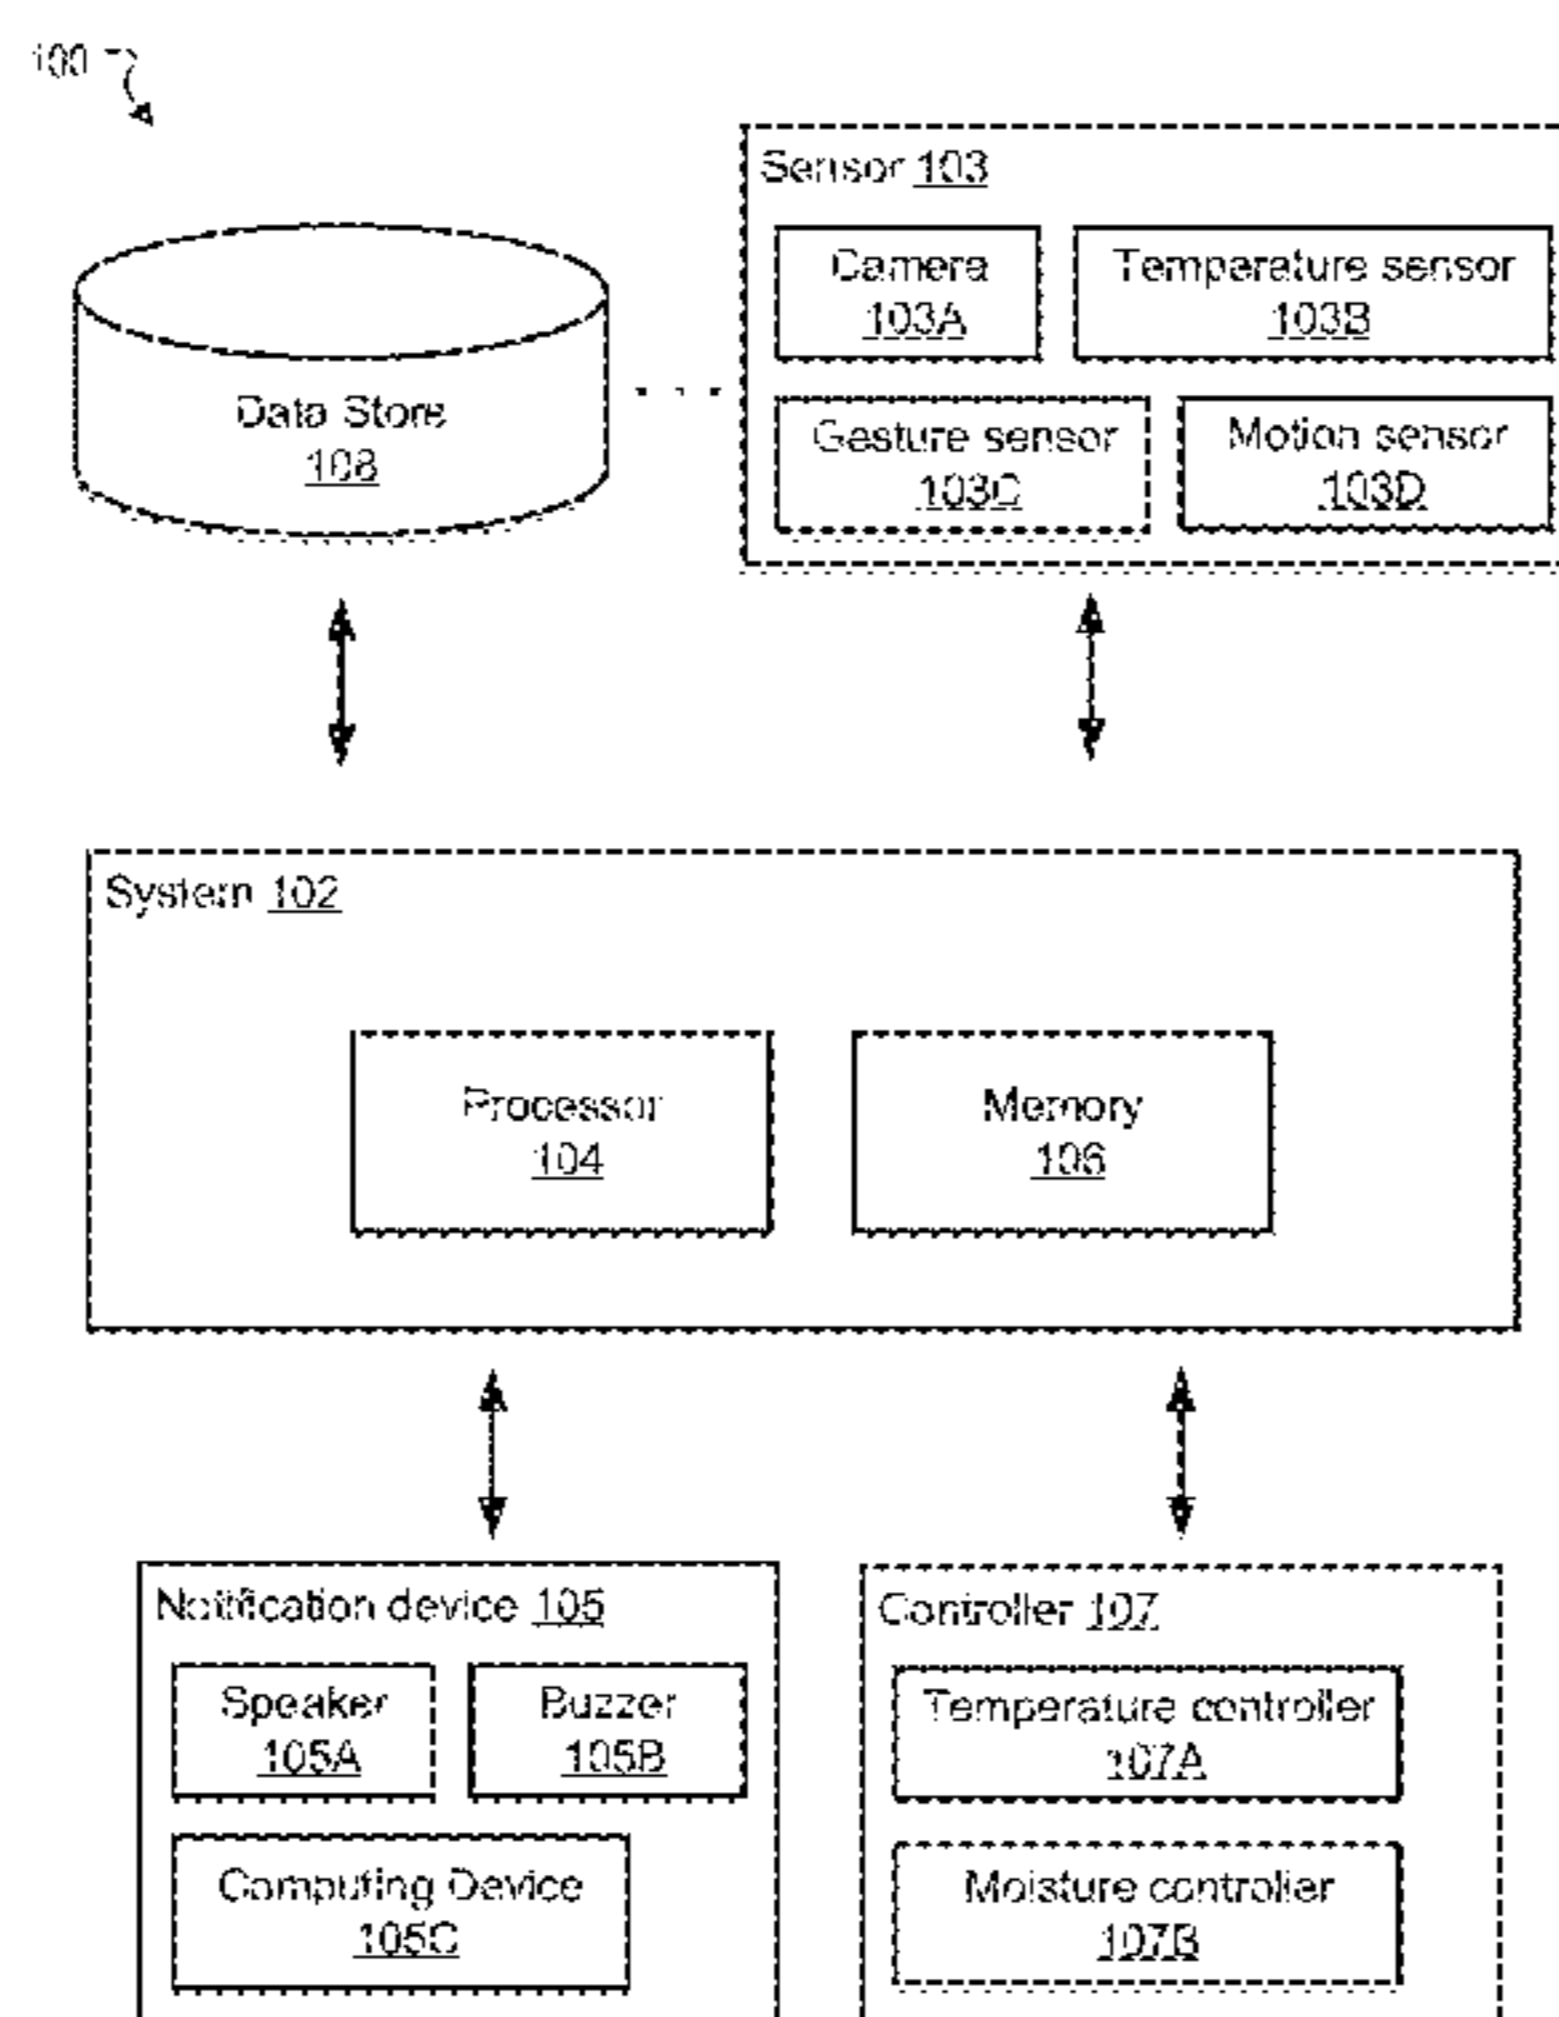 100
Sensor 103
Camera
103A
Temperature sensor
103B
Data Store
108
Gesture sensor
103C
Motion sensor
103D
System 102
Processor
104
Memory
106
Notification device 105
Speaker
105A
Buzzer
105B
Computing Device
105C
Controller 107
Temperature controller
107A
Moisture controller
107B